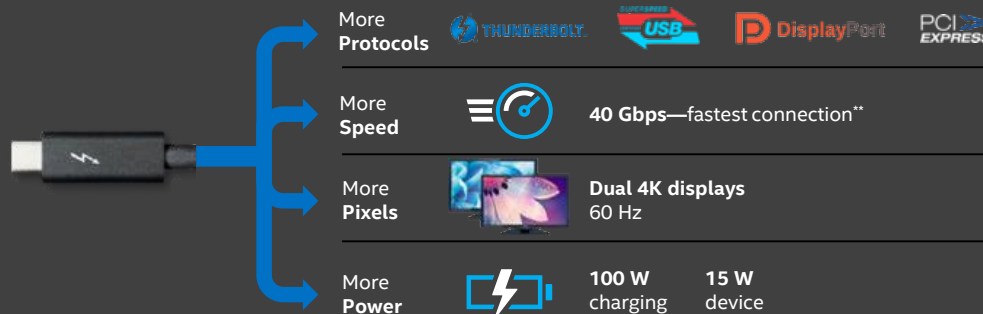 More
Protocols
THUNDERBOLT.
SUPERSPEED
USB
DisplayPort
PCI
EXPRESS
More
Speed
40 Gbps—fastest connection**
More
Pixels
Dual 4K displays
60 Hz
More
Power
100 W
charging
15 W
device